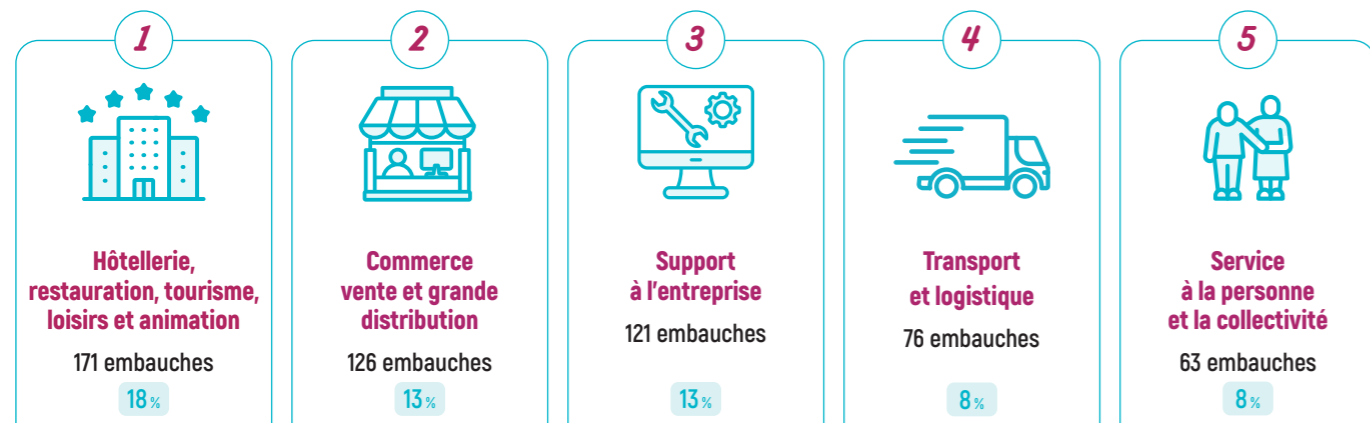 1
Hôtellerie,
restauration, tourisme,
loisirs et animation
171 embauches
18 %
2
Commerce
vente et grande
distribution
126 embauches
13 %
3
Support
à l'entreprise
121 embauches
13 %
4
Transport
et logistique
76 embauches
8 %
5
Service
à la personne
et la collectivité
63 embauches
8 %